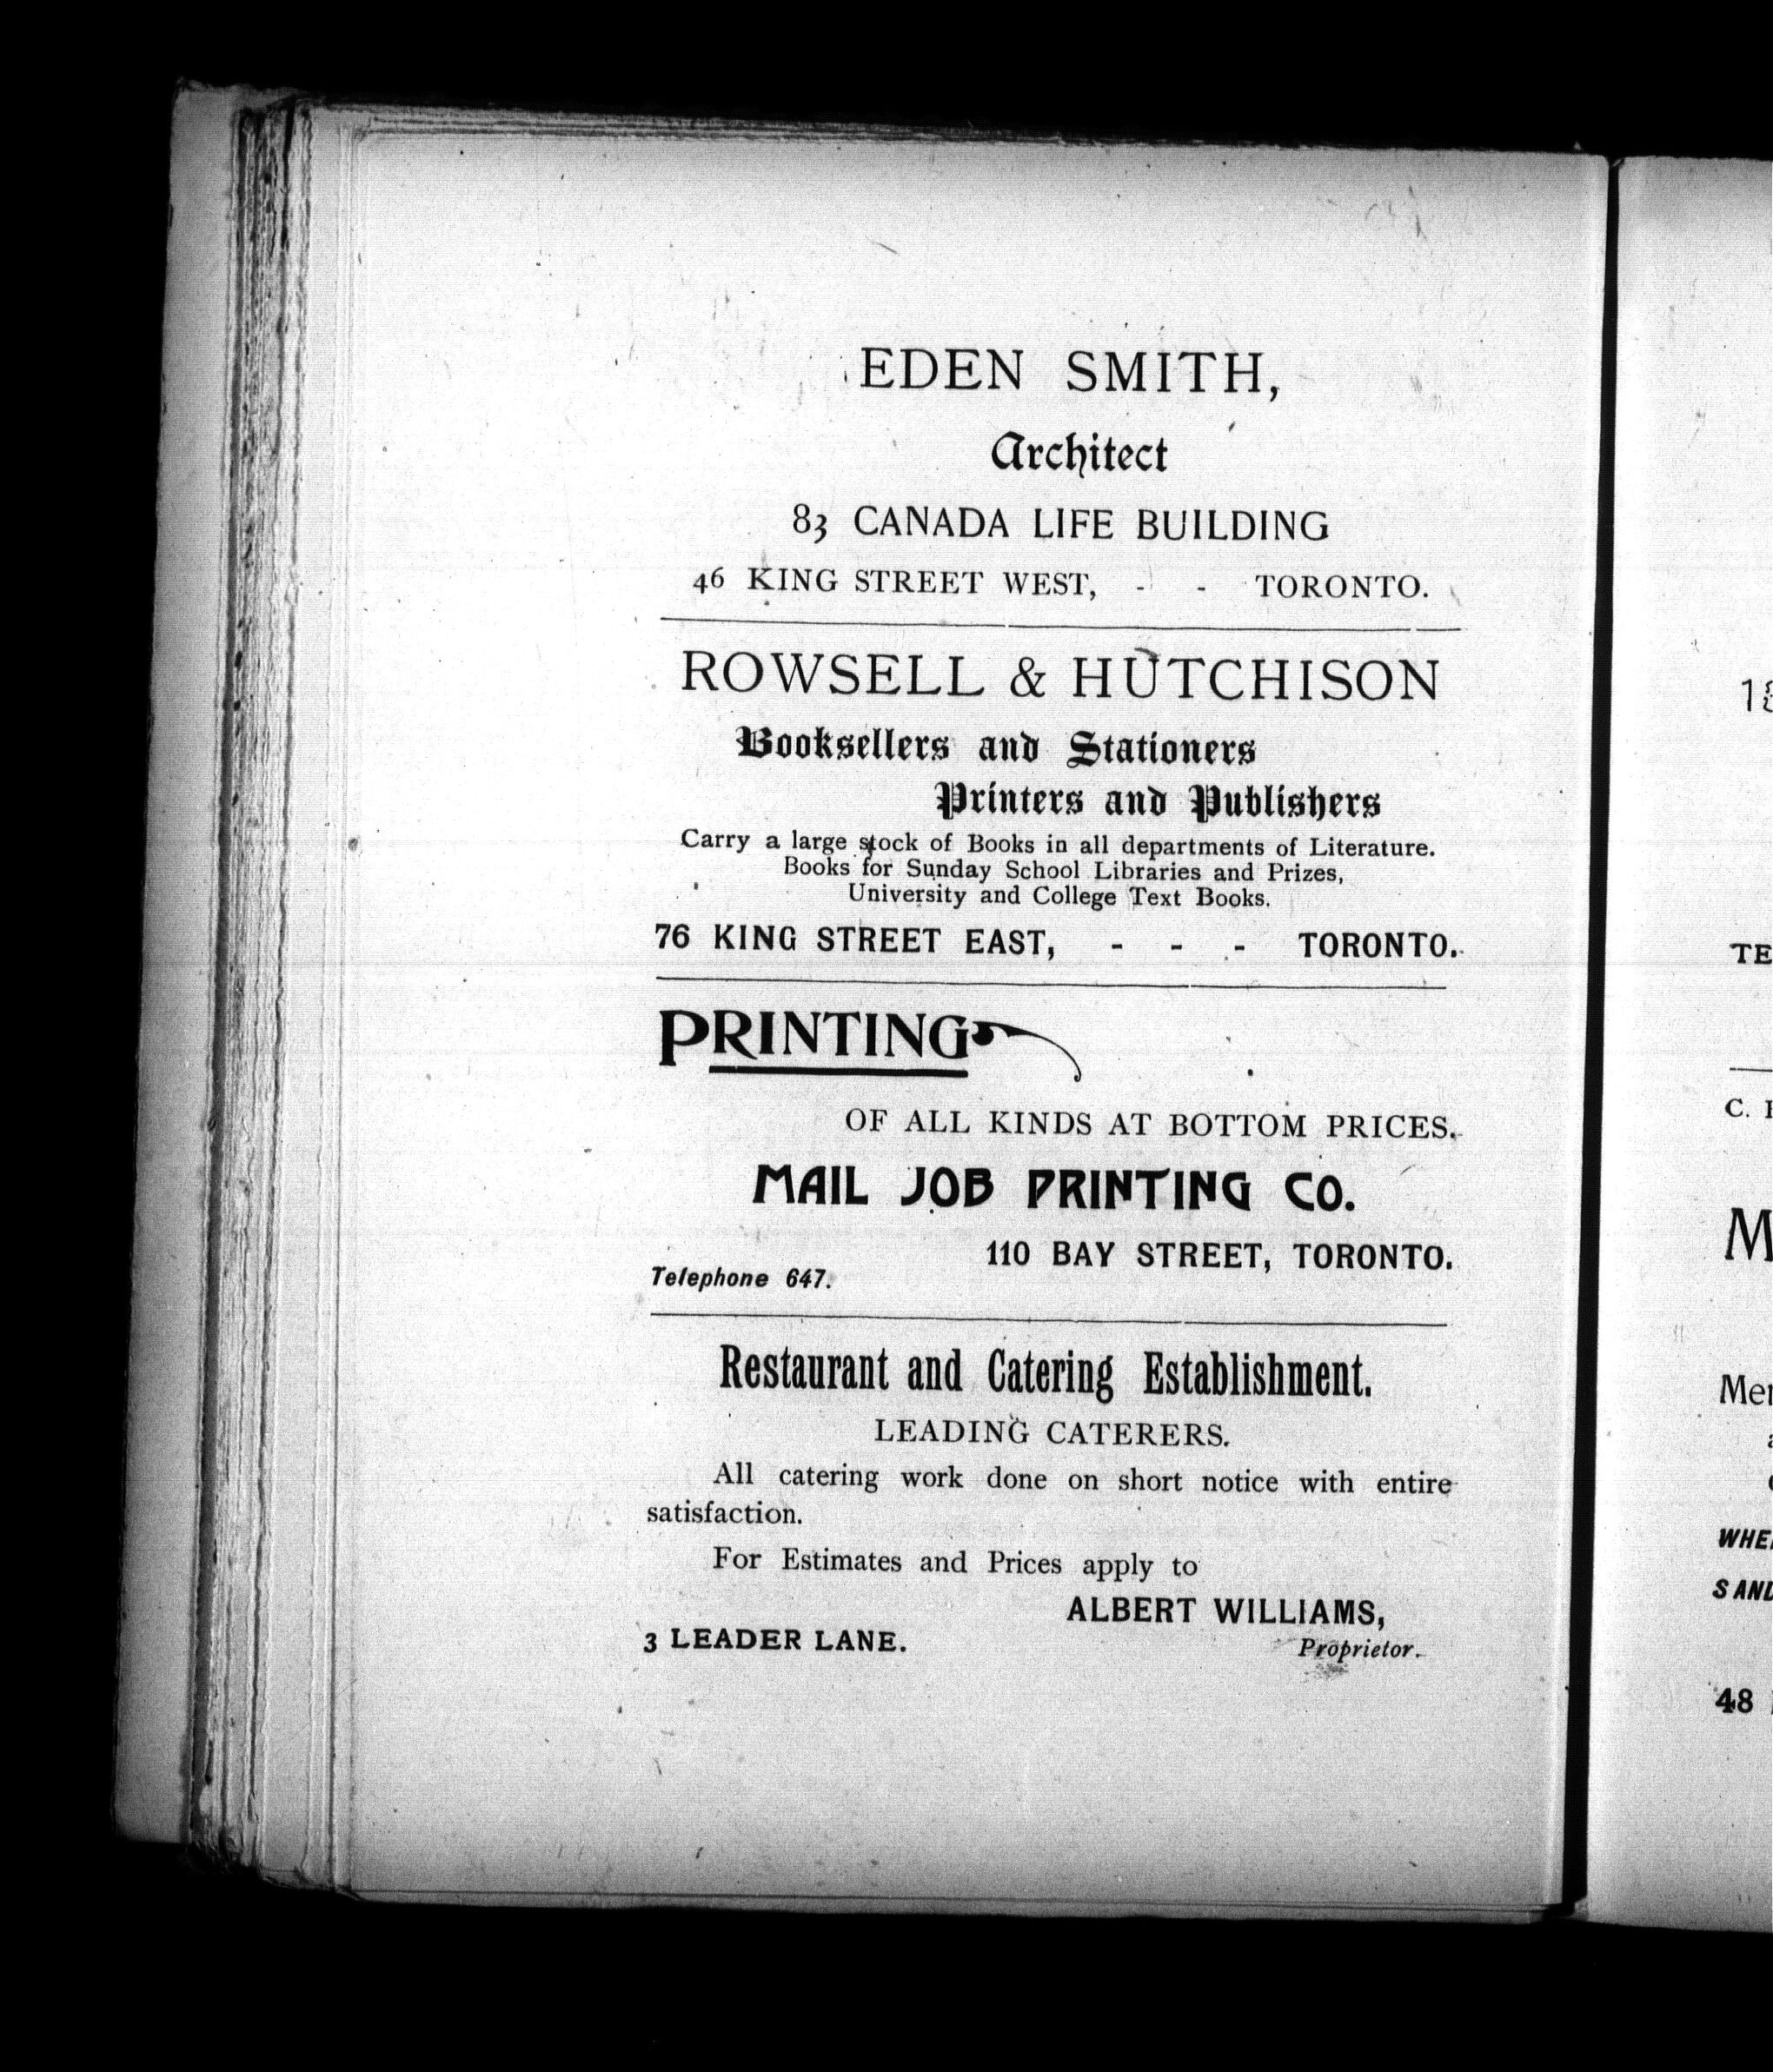 EDEN SMITH,
Architect
83 CANADA LIFE BUILDING
46 KING STREET WEST, - - TORONTO.
ROWSELL & HUTCHISON
Booksellers and Stationers
Printers and Publishers
Carry a large stock of Books in all departments of Literature.
Books for Sunday School Libraries and Prizes,
University and College Text Books.
76 KING STREET EAST, - - - TORONTO.
PRINTING
OF ALL KINDS AT BOTTOM PRICES.
MAIL JOB PRINTING CO.
110 BAY STREET, TORONTO.
Telephone 647.
Restaurant and Catering Establishment.
LEADING CATERERS.
All catering work done on short notice with entire
satisfaction.
For Estimates and Prices apply to
ALBERT WILLIAMS,
3 LEADER LANE.
Proprietor.
TE
C.
M
48